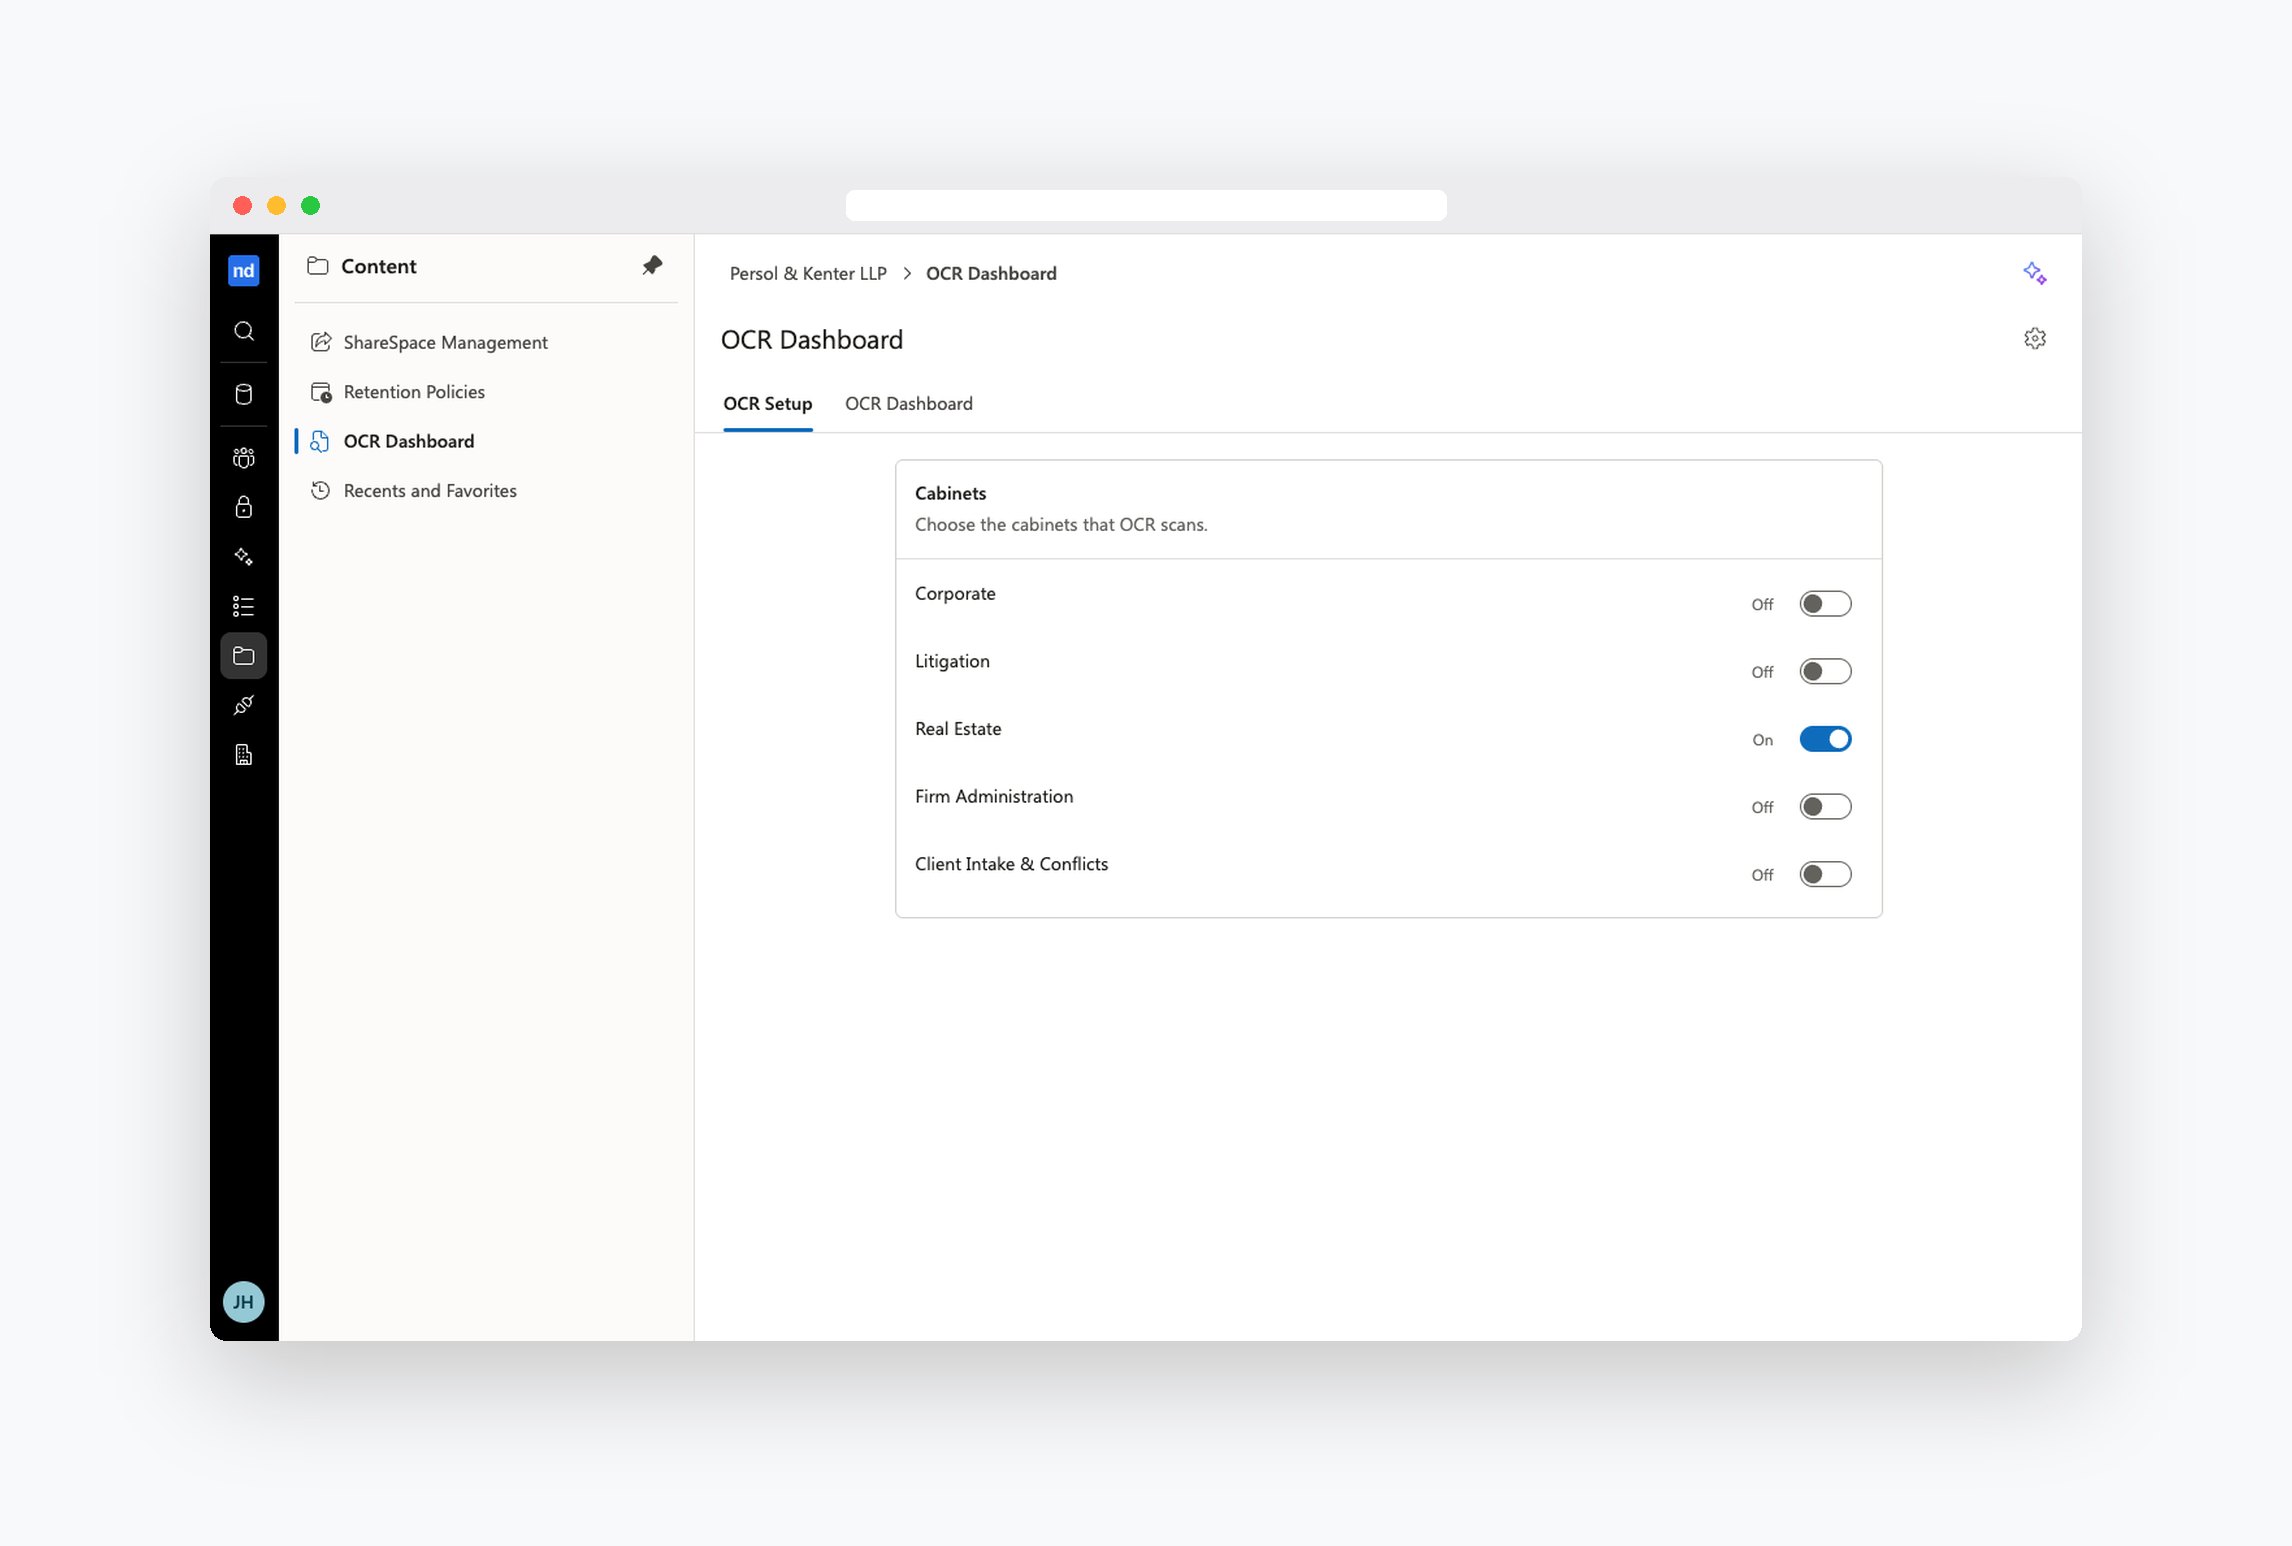 nd
Content
ShareSpace Management
Retention Policies
OCR Dashboard
Recents and Favorites
JH
Persol & Kenter LLP > OCR Dashboard
OCR Dashboard
OCR Setup OCR Dashboard
Cabinets
Choose the cabinets that OCR scans.
Corporate Off
Litigation Off
Real Estate On
Firm Administration Off
Client Intake & Conflicts Off